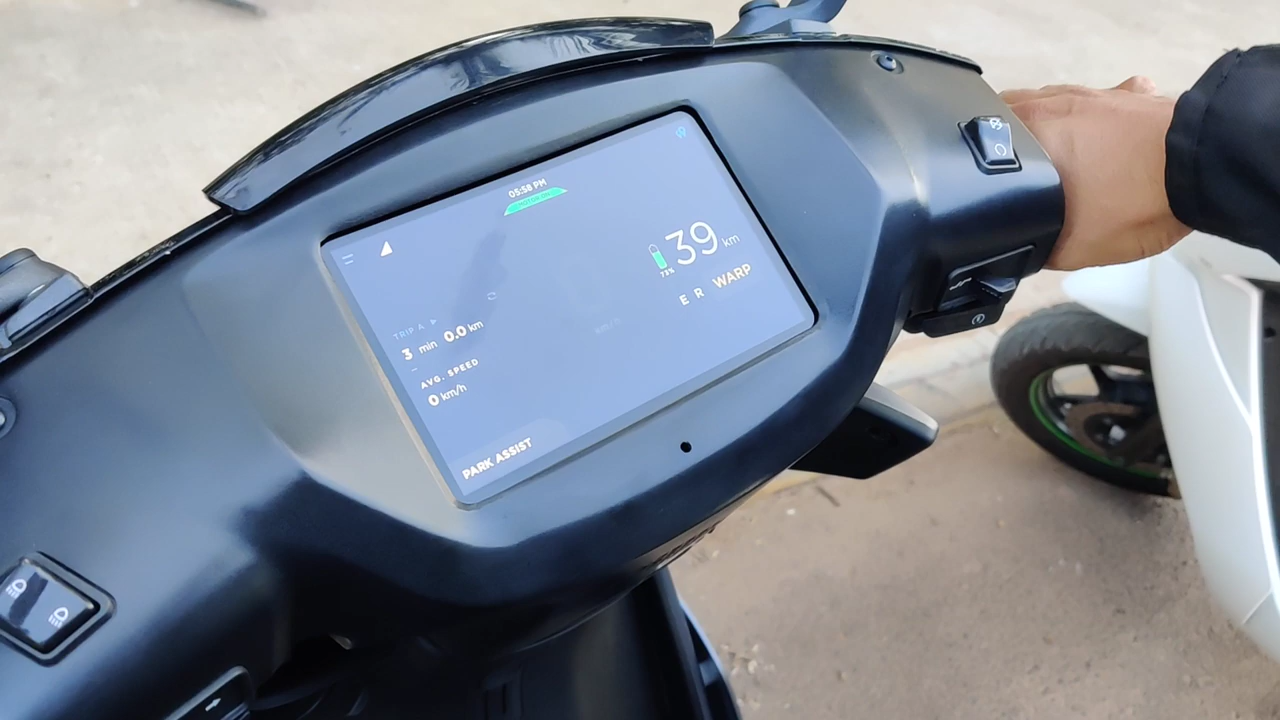 05:58 PM
39 km
73%
E R WARP
TRIP A
3 min 0.0 km
AVG. SPEED
0 km/h
km/h
PARK ASSIST